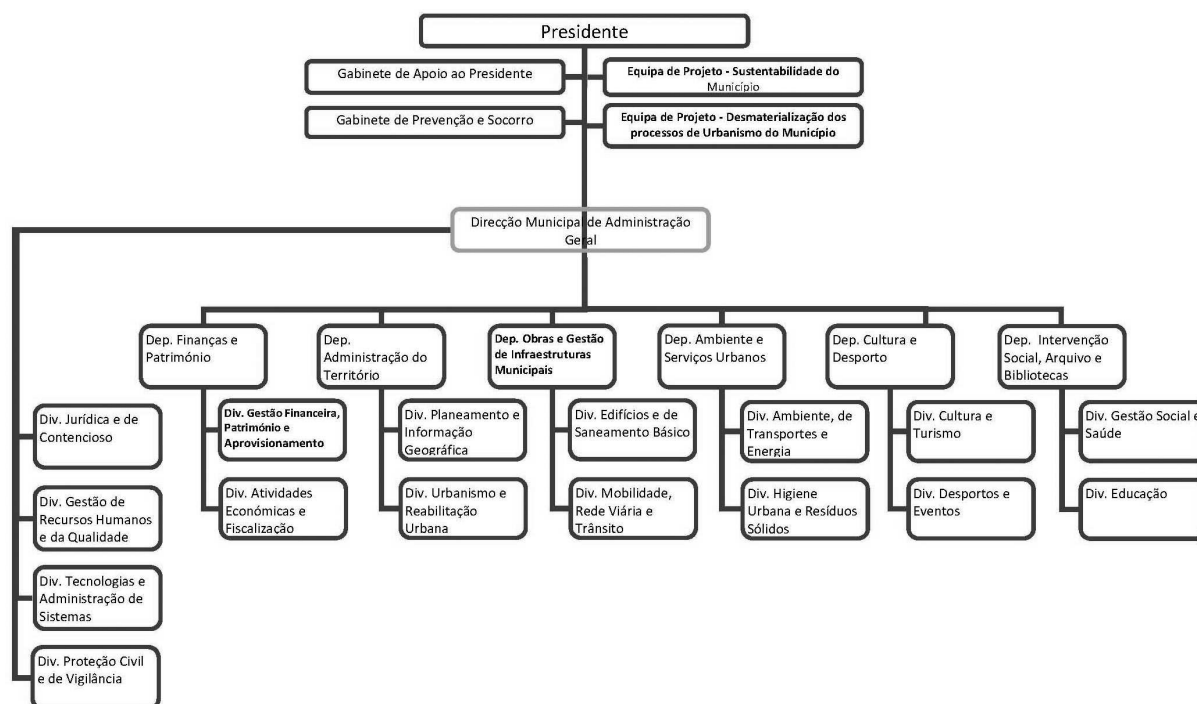 Presidente
Gabinete de Apoio ao Presidente
Equipa de Projeto - Sustentabilidade do
Município
Gabinete de Prevenção e Socorro
Equipa de Projeto - Desmaterialização dos
processos de Urbanismo do Município
Direcção Municipal de Administração
Geral
Dep. Finanças e
Património
Dep.
Administração do
Território
Dep. Obras e Gestão
de Infraestruturas
Municipais
Dep. Ambiente e
Serviços Urbanos
Dep. Cultura e
Desporto
Dep. Intervenção
Social, Arquivo e
Bibliotecas
Div. Jurídica e de
Contencioso
Div. Gestão de
Recursos Humanos
e da Qualidade
Div. Tecnologias e
Administração de
Sistemas
Div. Proteção Civil
e de Vigilância
Div. Gestão Financeira,
Património e
Aprovisionamento
Div. Atividades
Económicas e
Fiscalização
Div. Planeamento e
Informação
Geográfica
Div. Urbanismo e
Reabilitação
Urbana
Div. Edifícios e de
Saneamento Básico
Div. Mobilidade,
Rede Viária e
Trânsito
Div. Ambiente, de
Transportes e
Energia
Div. Higiene
Urbana e Resíduos
Sólidos
Div. Cultura e
Turismo
Div. Desportos e
Eventos
Div. Gestão Social e
Saúde
Div. Educação